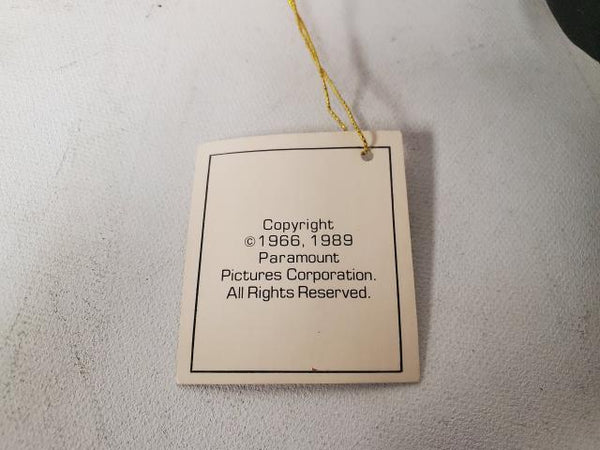 Copyright
©1966, 1989
Paramount
Pictures Corporation.
All Rights Reserved.